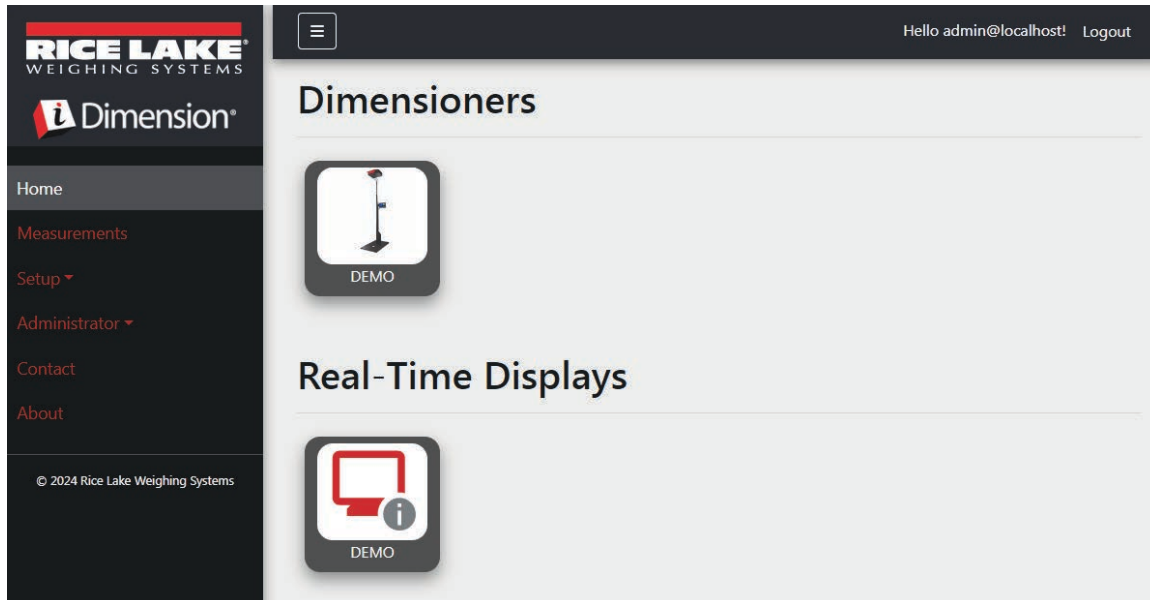 RICE LAKE®
WEIGHING SYSTEMS
i Dimension®
Home
Measurements
Setup
Administrator
Contact
About
© 2024 Rice Lake Weighing Systems
Hello admin@localhost! Logout
Dimensioners
DEMO
Real-Time Displays
i
DEMO